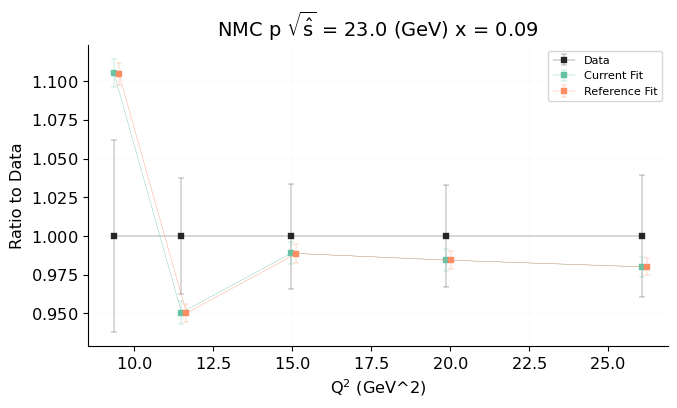 NMC p √ŝ = 23.0 (GeV) x = 0.09
Data
Current Fit
Reference Fit
Ratio to Data
1.100
1.075
1.050
1.025
1.000
0.975
0.950
10.0 12.5 15.0 17.5 20.0 22.5 25.0
Q² (GeV^2)